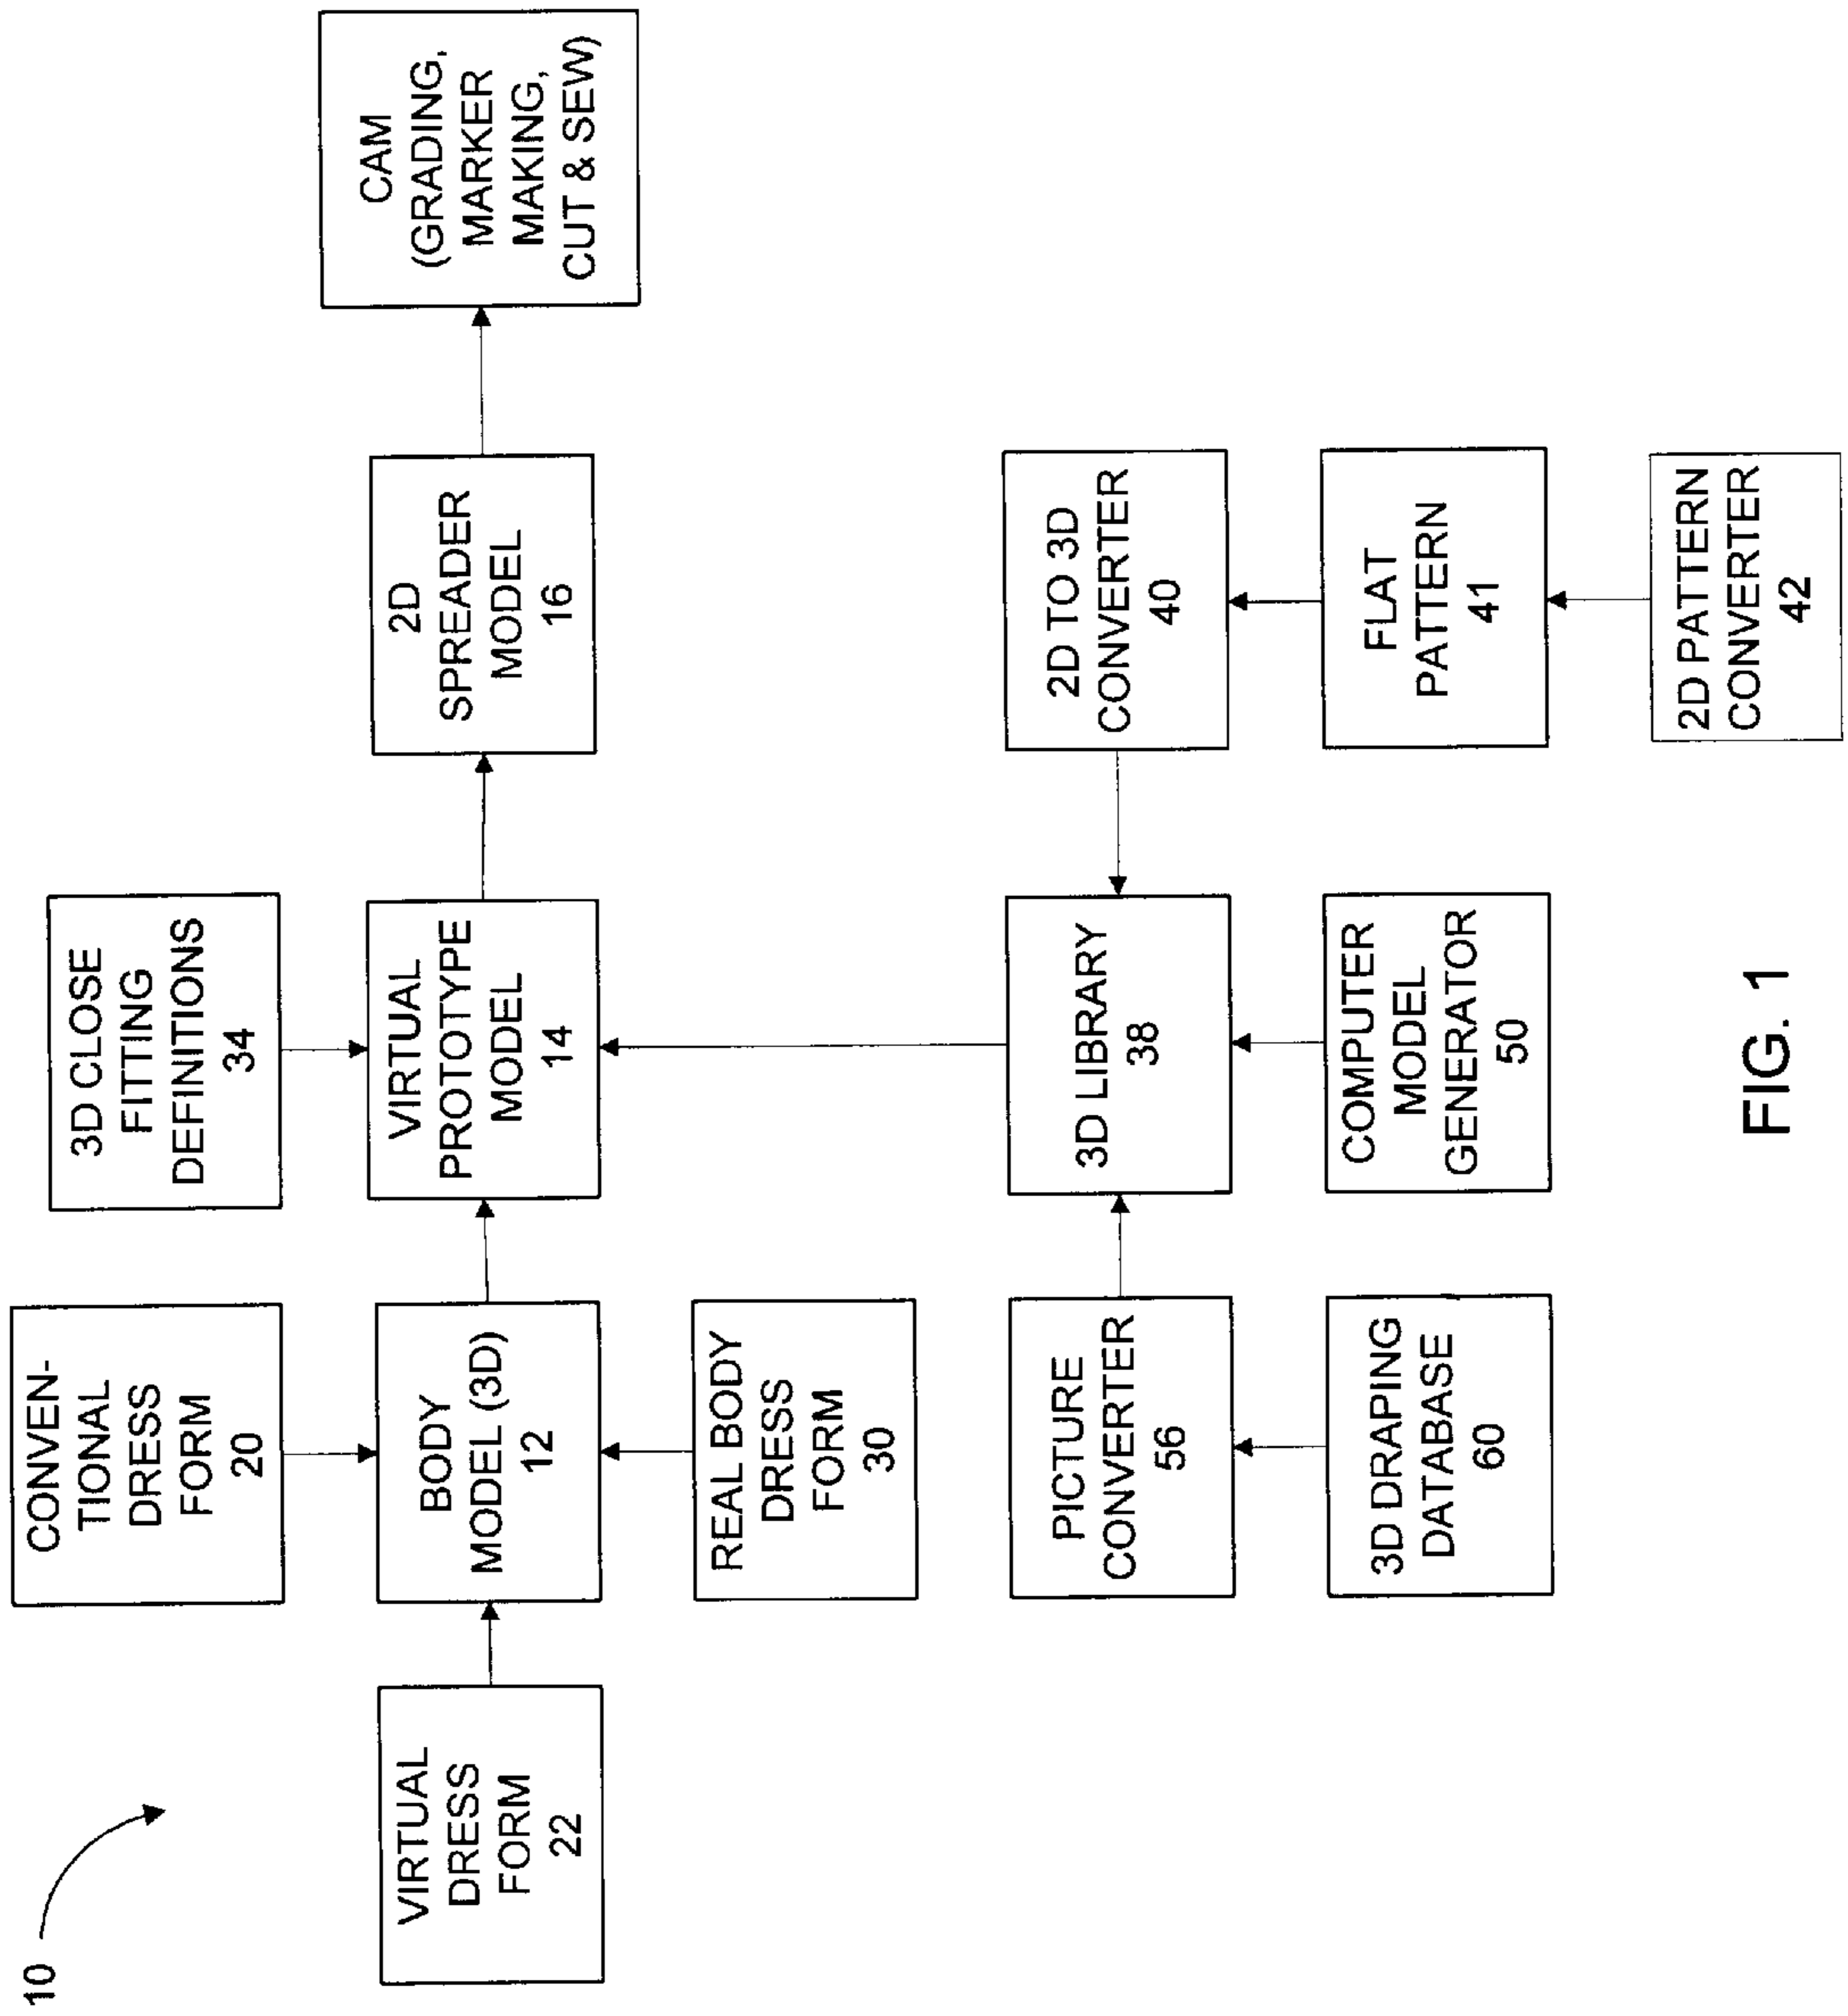 10
CONVEN-
TIONAL
DRESS
FORM
20
3D CLOSE
FITTING
DEFINITIONS
34
VIRTUAL
DRESS
FORM
22
BODY
MODEL (3D)
12
VIRTUAL
PROTOTYPE
MODEL
14
2D
SPREADER
MODEL
16
CAM
(GRADING,
MARKER
MAKING,
CUT & SEW)
REAL BODY
DRESS
FORM
30
PICTURE
CONVERTER
56
3D LIBRARY
38
2D TO 3D
CONVERTER
40
3D DRAPING
DATABASE
60
COMPUTER
MODEL
GENERATOR
50
FLAT
PATTERN
41
2D PATTERN
CONVERTER
42
FIG. 1